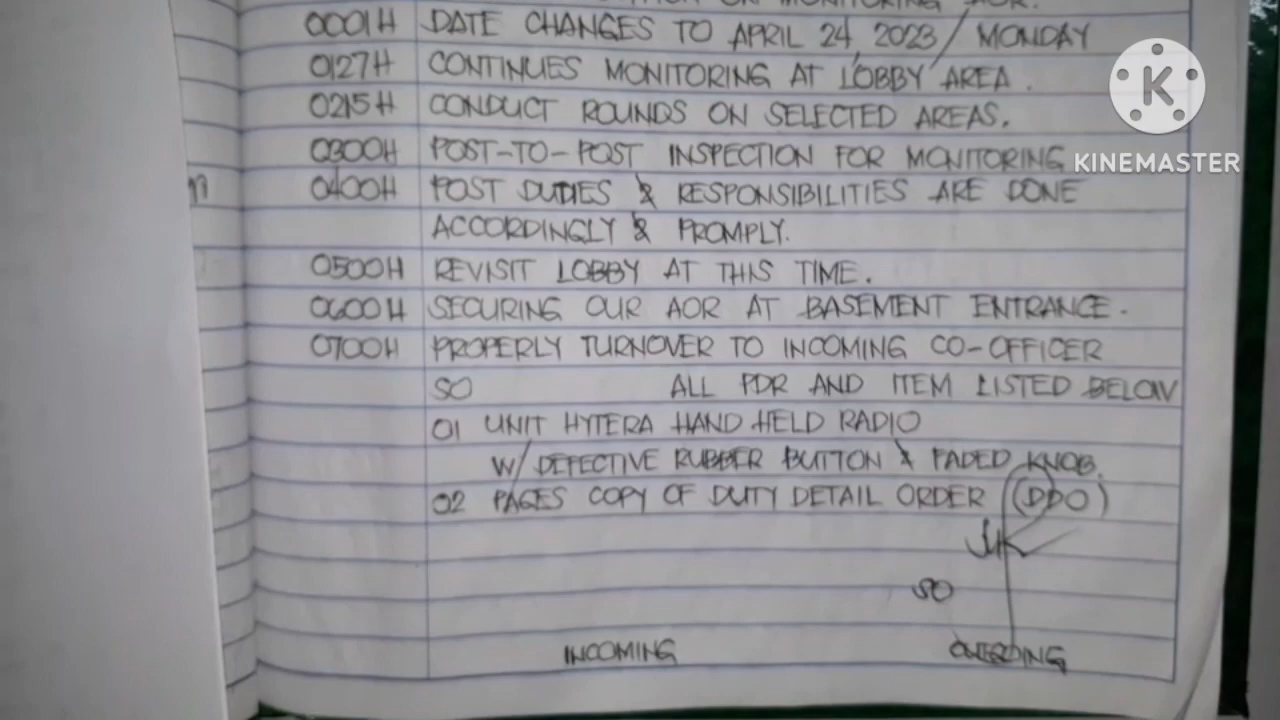 MONITORING AOR.
0001H DATE CHANGES TO APRIL 24, 2023 / MONDAY
0127H CONTINUES MONITORING AT LOBBY AREA.
0215H CONDUCT ROUNDS ON SELECTED AREAS.
0300H POST-TO-POST INSPECTION FOR MONITORING
0400H POST DUTIES & RESPONSIBILITIES ARE DONE
ACCORDINGLY & PROMPLY.
0500H REVISIT LOBBY AT THIS TIME.
0600H SECURING OUR AOR AT BASEMENT ENTRANCE.
0700H PROPERLY TURNOVER TO INCOMING CO-OFFICER
SO ALL PDR AND ITEM LISTED BELOW
01 UNIT HYTERA HAND HELD RADIO
W/ DEFECTIVE RUBBER BUTTON & FADED KNOB.
02 PAGES COPY OF DUTY DETAIL ORDER (DDO)
SO
INCOMING
K
KINEMASTER